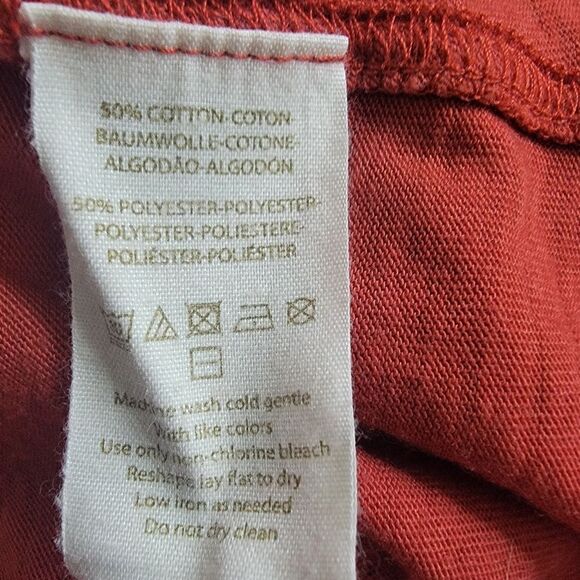 50% COTTON-COTON
BAUMWOLLE-COTONE-
ALGODÃO-ALGODÓN
50% POLYESTER-POLYESTER-
POLYESTER-POLIESTERE-
POLIÉSTER-POLIÉSTER
Machine wash cold gentle
With like colors
Use only non-chlorine bleach
Reshape lay flat to dry
Low iron as needed
Do not dry clean